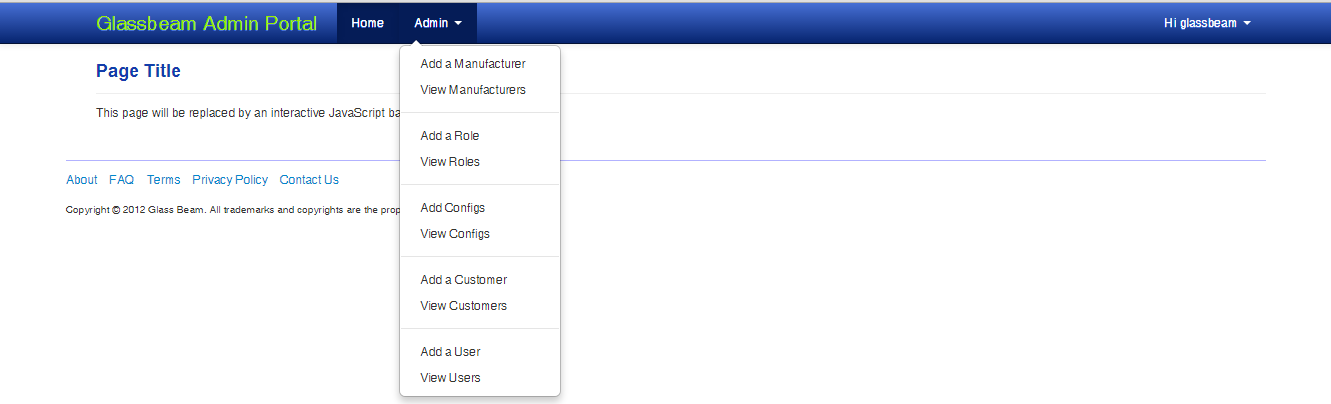 Glassbeam Admin Portal Home Admin Hi glassbeam
Add a Manufacturer
View Manufacturers
Add a Role
View Roles
Add Configs
View Configs
Add a Customer
View Customers
Add a User
View Users
Page Title
This page will be replaced by an interactive JavaScript
About FAQ Terms Privacy Policy Contact Us
Copyright © 2012 Glass Beam. All trademarks and copyrights are the